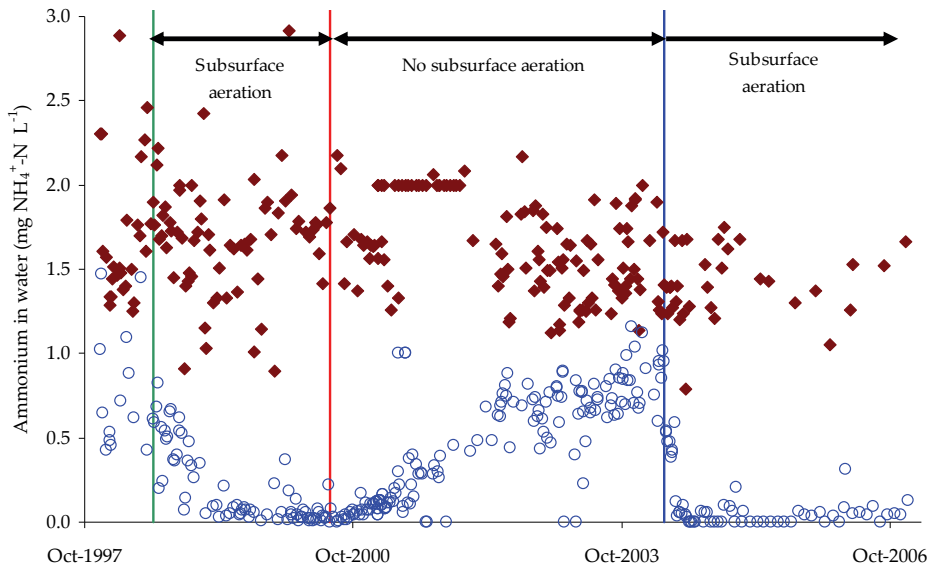 3.0
2.5
2.0
1.5
1.0
0.5
0.0
Ammonium in water (mg NH₄⁺-N L⁻¹)
Subsurface
aeration
No subsurface aeration
Subsurface
aeration
Oct-1997
Oct-2000
Oct-2003
Oct-2006